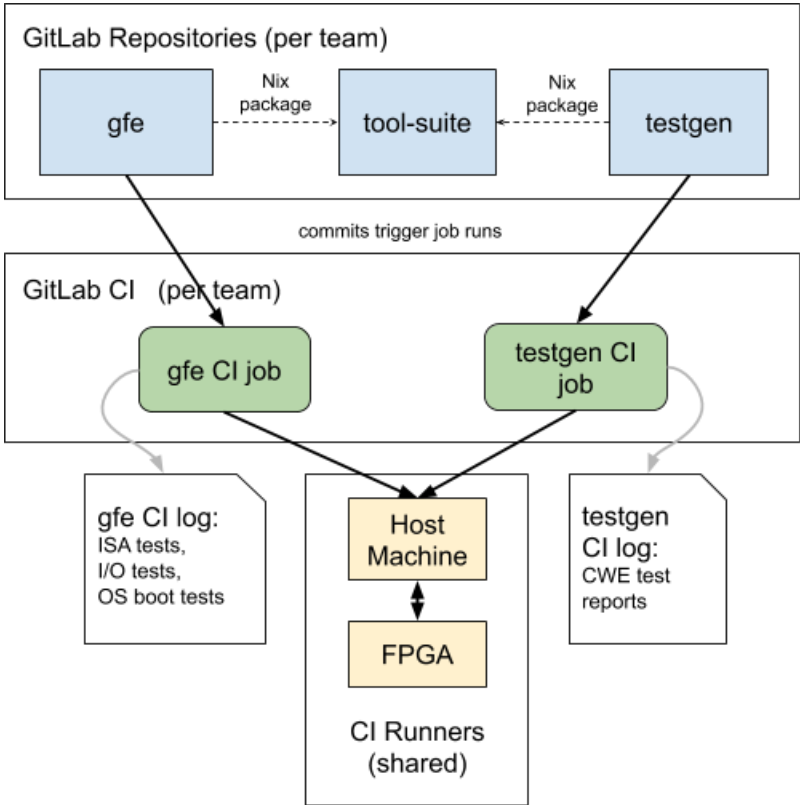 GitLab Repositories (per team)
Nix
package
Nix
package
gfe
tool-suite
testgen
commits trigger job runs
GitLab CI (per team)
gfe CI job
testgen CI
job
gfe CI log:
ISA tests,
I/O tests,
OS boot tests
Host
Machine
FPGA
CI Runners
(shared)
testgen
CI log:
CWE test
reports